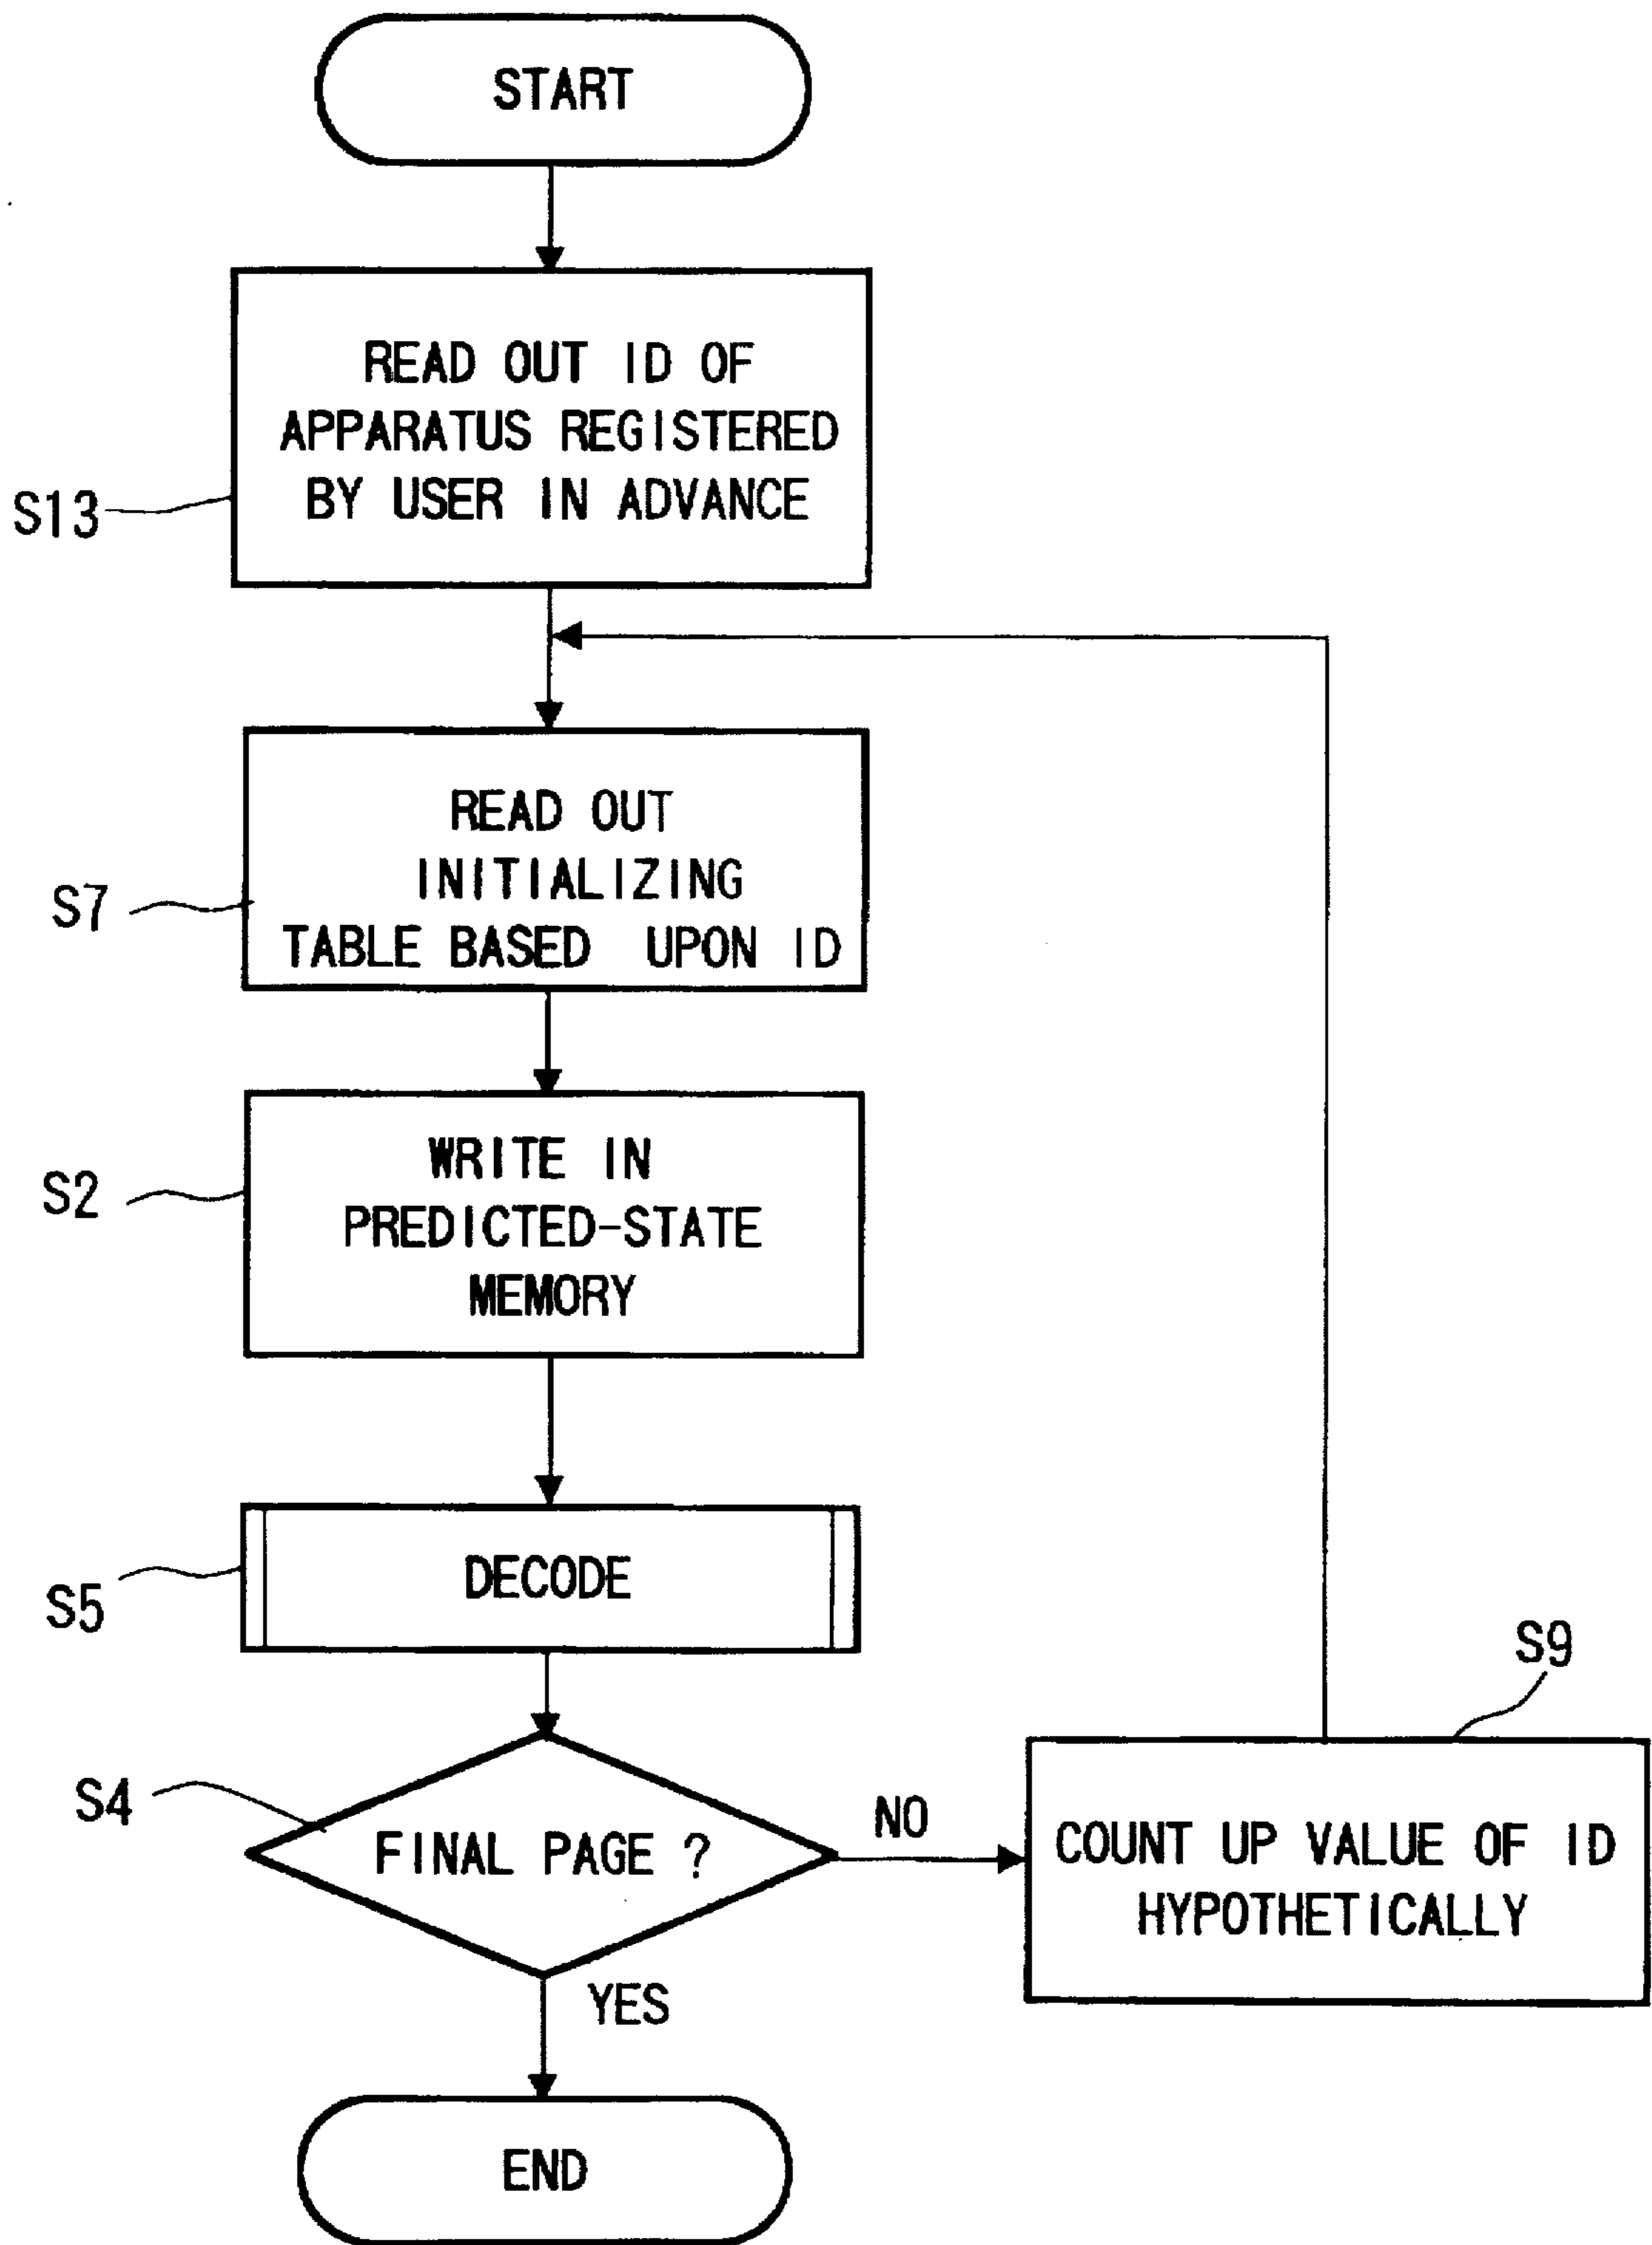 START
READ OUT ID OF
APPARATUS REGISTERED
BY USER IN ADVANCE
S13
READ OUT
INITIALIZING
TABLE BASED UPON ID
S7
WRITE IN
PREDICTED-STATE
MEMORY
S2
DECODE
S5
S9
S4
FINAL PAGE ?
NO
COUNT UP VALUE OF ID
HYPOTHETICALLY
YES
END